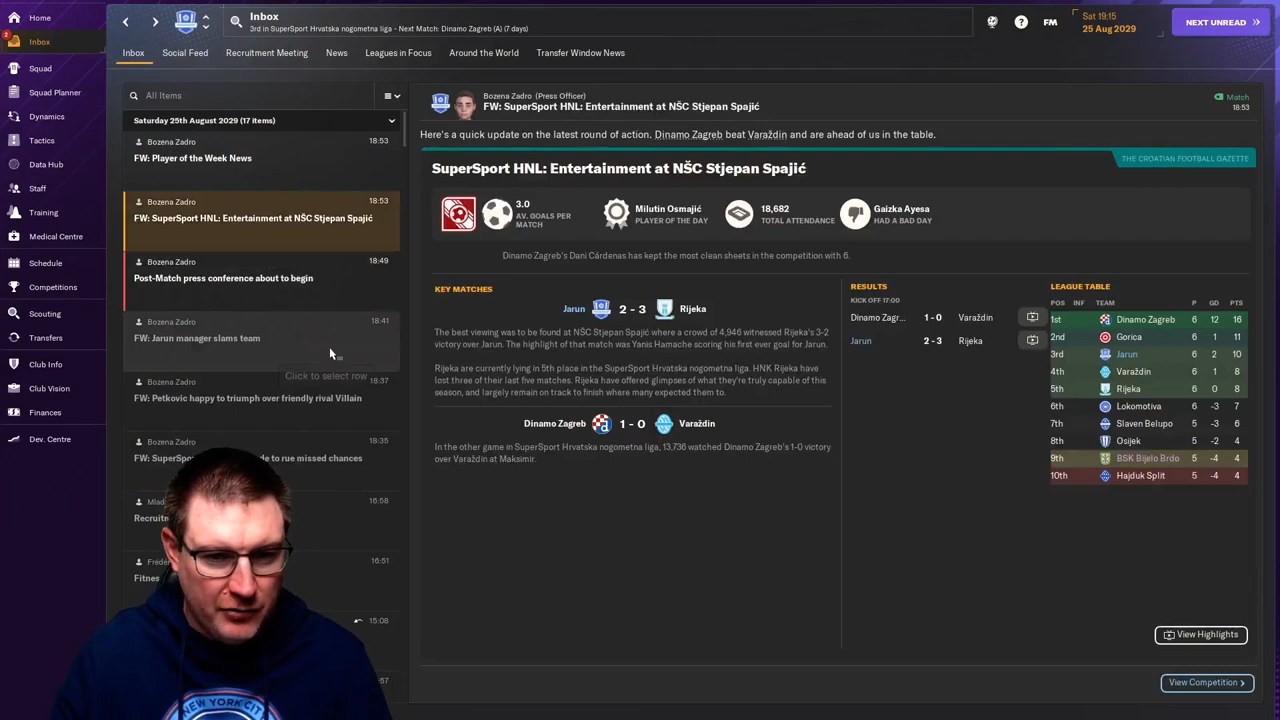 Home
2
Inbox
Squad
Squad Planner
Dynamics
Tactics
Data Hub
Staff
Training
Medical Centre
Schedule
Competitions
Scouting
Transfers
Club Info
Club Vision
Finances
Dev. Centre
Inbox
3rd in SuperSport Hrvatska nogometna liga - Next Match: Dinamo Zagreb (A) (7 days)
? FM
Sat 19:15
25 Aug 2029
NEXT UNREAD
Inbox Social Feed Recruitment Meeting News Leagues in Focus Around the World Transfer Window News
All Items
Saturday 25th August 2029 (17 items)
Bozena Zadro 18:53
FW: Player of the Week News
Bozena Zadro 18:53
FW: SuperSport HNL: Entertainment at NŠC Stjepan Spajić
Bozena Zadro 18:49
Post-Match press conference about to begin
Bozena Zadro 18:41
FW: Jarun manager slams team
Click to select row
Bozena Zadro 18:37
FW: Petkovic happy to triumph over friendly rival Villain
Bozena Zadro 18:35
FW: SuperSpo de to rue missed chances
Mlad 16:58
Recruitm
Frédé 16:51
Fitnes
15:08
57
Bozena Zadro (Press Officer)
FW: SuperSport HNL: Entertainment at NŠC Stjepan Spajić
Match
18:53
Here's a quick update on the latest round of action. Dinamo Zagreb beat Varaždin and are ahead of us in the table.
THE CROATIAN FOOTBALL GAZETTE
SuperSport HNL: Entertainment at NŠC Stjepan Spajić
3.0
AV. GOALS PER
MATCH
Milutin Osmajić
PLAYER OF THE DAY
18,682
TOTAL ATTENDANCE
Gaizka Ayesa
HAD A BAD DAY
Dinamo Zagreb's Dani Cárdenas has kept the most clean sheets in the competition with 6.
KEY MATCHES
Jarun 2 - 3 Rijeka
The best viewing was to be found at NŠC Stjepan Spajić where a crowd of 4,946 witnessed Rijeka's 3-2
victory over Jarun. The highlight of that match was Yanis Hamache scoring his first ever goal for Jarun.
Rijeka are currently lying in 5th place in the SuperSport Hrvatska nogometna liga. HNK Rijeka have
lost three of their last five matches. Rijeka have offered glimpses of what they're truly capable of this
season, and largely remain on track to finish where many expected them to.
Dinamo Zagreb 1 - 0 Varaždin
In the other game in SuperSport Hrvatska nogometna liga, 13,736 watched Dinamo Zagreb's 1-0 victory
over Varaždin at Maksimir.
RESULTS
KICK OFF 17:00
Dinamo Zagr... 1 - 0 Varaždin
Jarun 2 - 3 Rijeka
LEAGUE TABLE
POS INF TEAM P GD PTS
1st Dinamo Zagreb 6 12 16
2nd Gorica 6 1 11
3rd Jarun 6 2 10
4th Varaždin 6 1 8
5th Rijeka 6 0 8
6th Lokomotiva 6 -3 7
7th Slaven Belupo 5 -3 6
8th Osijek 5 -2 4
9th BSK Bijelo Brdo 5 -4 4
10th Hajduk Split 5 -4 4
View Highlights
View Competition >
NEW YORK CITY